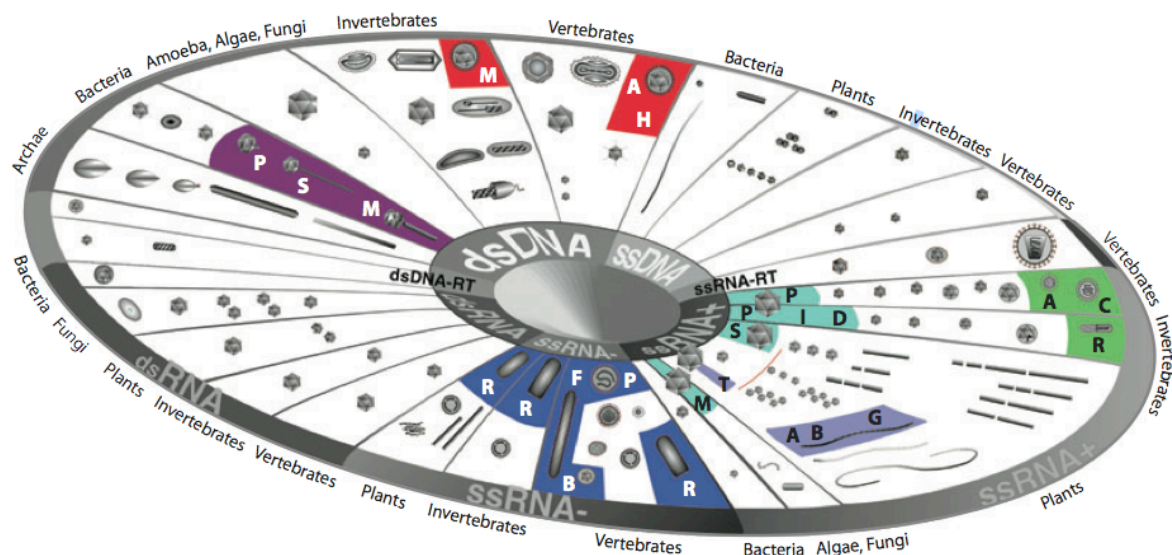 Archae
Bacteria
Amoeba, Algae, Fungi
Invertebrates
Vertebrates
Bacteria
Plants
Invertebrates
Vertebrates
Vertebrates
Invertebrates
Plants
Bacteria
Algae, Fungi
Vertebrates
Invertebrates
Plants
Vertebrates
Invertebrates
Plants
Fungi
Bacteria
M
A
H
P
S
M
dsDNA
ssDNA
dsDNA-RT
ssRNA-RT
ssRNA-
ssRNA+
P
P I D
S
A C
R
T
M
A B G
R
R
F P
B
R
dsRNA
ssRNA-
ssRNA+